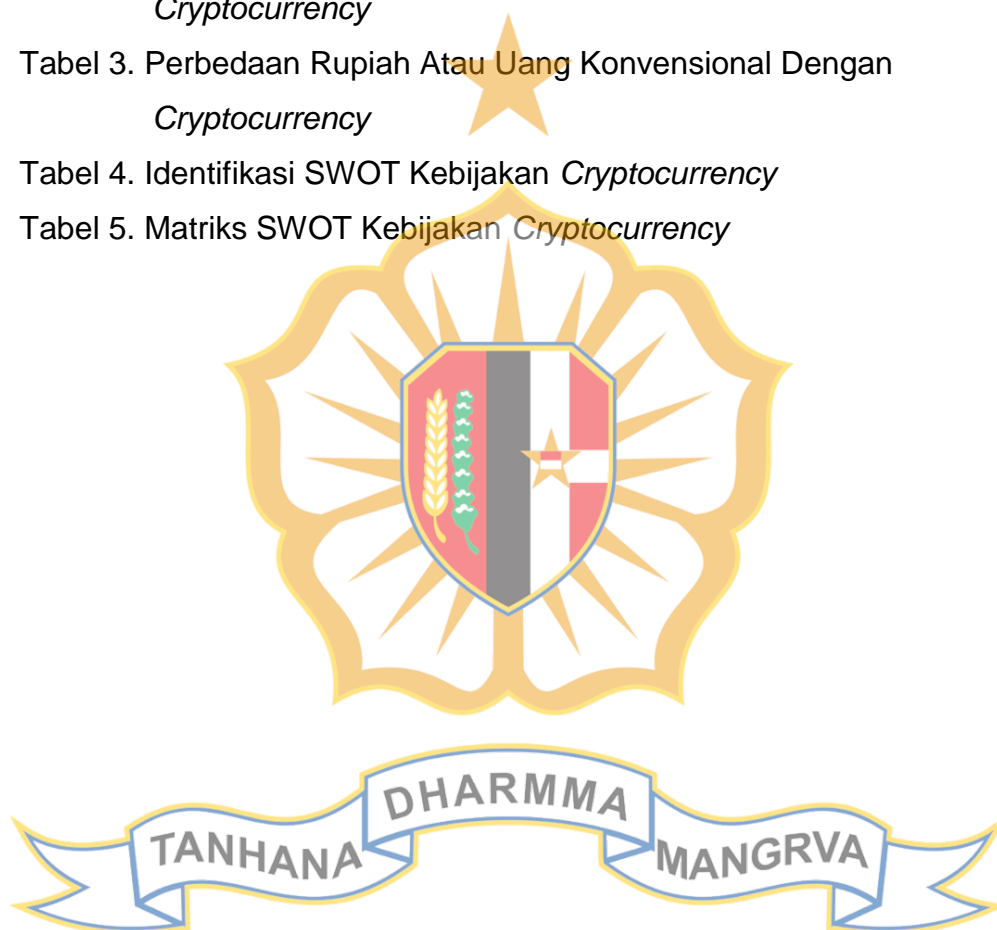 Cryptocurrency
Tabel 3. Perbedaan Rupiah Atau Uang Konvensional Dengan
Cryptocurrency
Tabel 4. Identifikasi SWOT Kebijakan Cryptocurrency
Tabel 5. Matriks SWOT Kebijakan Cryptocurrency
TANHANA DHARMMA MANGRVA